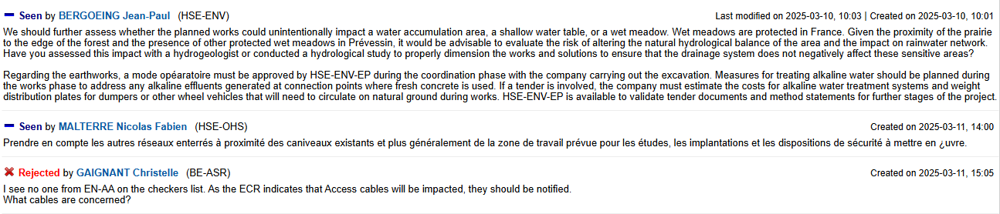 Seen by BERGOEING Jean-Paul (HSE-ENV) Last modified on 2025-03-10, 10:03 | Created on 2025-03-10, 10:01
We should further assess whether the planned works could unintentionally impact a water accumulation area, a shallow water table, or a wet meadow. Wet meadows are protected in France. Given the proximity of the prairie
to the edge of the forest and the presence of other protected wet meadows in Prévessin, it would be advisable to evaluate the risk of altering the natural hydrological balance of the area and the impact on rainwater network.
Have you assessed this impact with a hydrogeologist or conducted a hydrological study to properly dimension the works and solutions to ensure that the drainage system does not negatively affect these sensitive areas?
Regarding the earthworks, a mode opéaratoire must be approved by HSE-ENV-EP during the coordination phase with the company carrying out the excavation. Measures for treating alkaline water should be planned during
the works phase to address any alkaline effluents generated at connection points where fresh concrete is used. If a tender is involved, the company must estimate the costs for alkaline water treatment systems and weight
distribution plates for dumpers or other wheel vehicles that will need to circulate on natural ground during works. HSE-ENV-EP is available to validate tender documents and method statements for further stages of the project.
Seen by MALTERRE Nicolas Fabien (HSE-OHS) Created on 2025-03-11, 14:00
Prendre en compte les autres réseaux enterrés à proximité des caniveaux existants et plus généralement de la zone de travail prévue pour les études, les implantations et les dispositions de sécurité à mettre en ¿uvre.
Rejected by GAIGNANT Christelle (BE-ASR) Created on 2025-03-11, 15:05
I see no one from EN-AA on the checkers list. As the ECR indicates that Access cables will be impacted, they should be notified.
What cables are concerned?